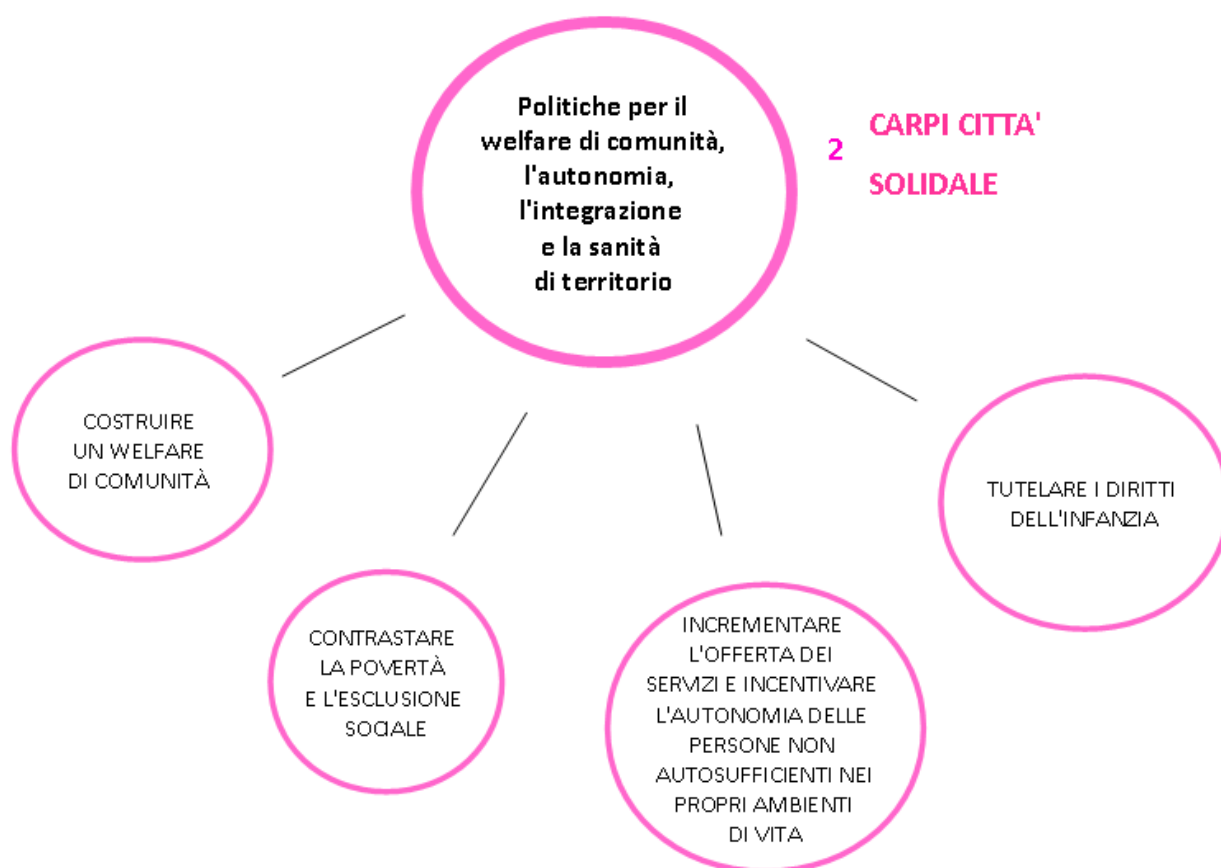 Politiche per il
welfare di comunità,
l'autonomia,
l'integrazione
e la sanità
di territorio
2
CARPI CITTA'
SOLIDALE
COSTRUIRE
UN WELFARE
DI COMUNITÀ
CONTRASTARE
LA POVERTÀ
E L'ESCLUSIONE
SOCIALE
INCREMENTARE
L'OFFERTA DEI
SERVIZI E INCENTIVARE
L'AUTONOMIA DELLE
PERSONE NON
AUTOSUFFICIENTI NEI
PROPRI AMBIENTI
DI VITA
TUTELARE I DIRITTI
DELL'INFANZIA